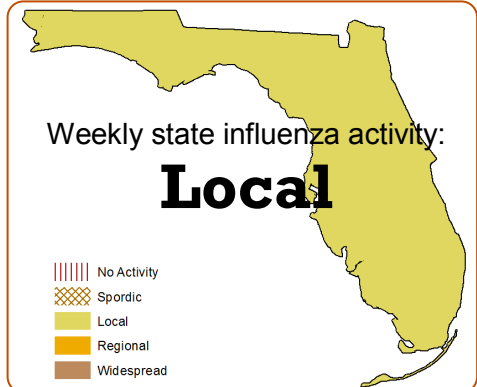 Weekly state influenza activity:
Local
No Activity
Spordic
Local
Regional
Widespread